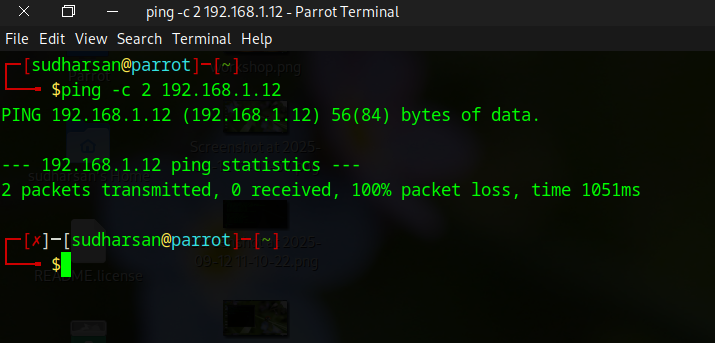 ping -c 2 192.168.1.12 - Parrot Terminal
File Edit View Search Terminal Help
┌─[sudharsan@parrot]─[~]
└──╼ $ping -c 2 192.168.1.12
PING 192.168.1.12 (192.168.1.12) 56(84) bytes of data.
--- 192.168.1.12 ping statistics ---
2 packets transmitted, 0 received, 100% packet loss, time 1051ms
┌─[✗]─[sudharsan@parrot]─[~]
└──╼ $
README.license